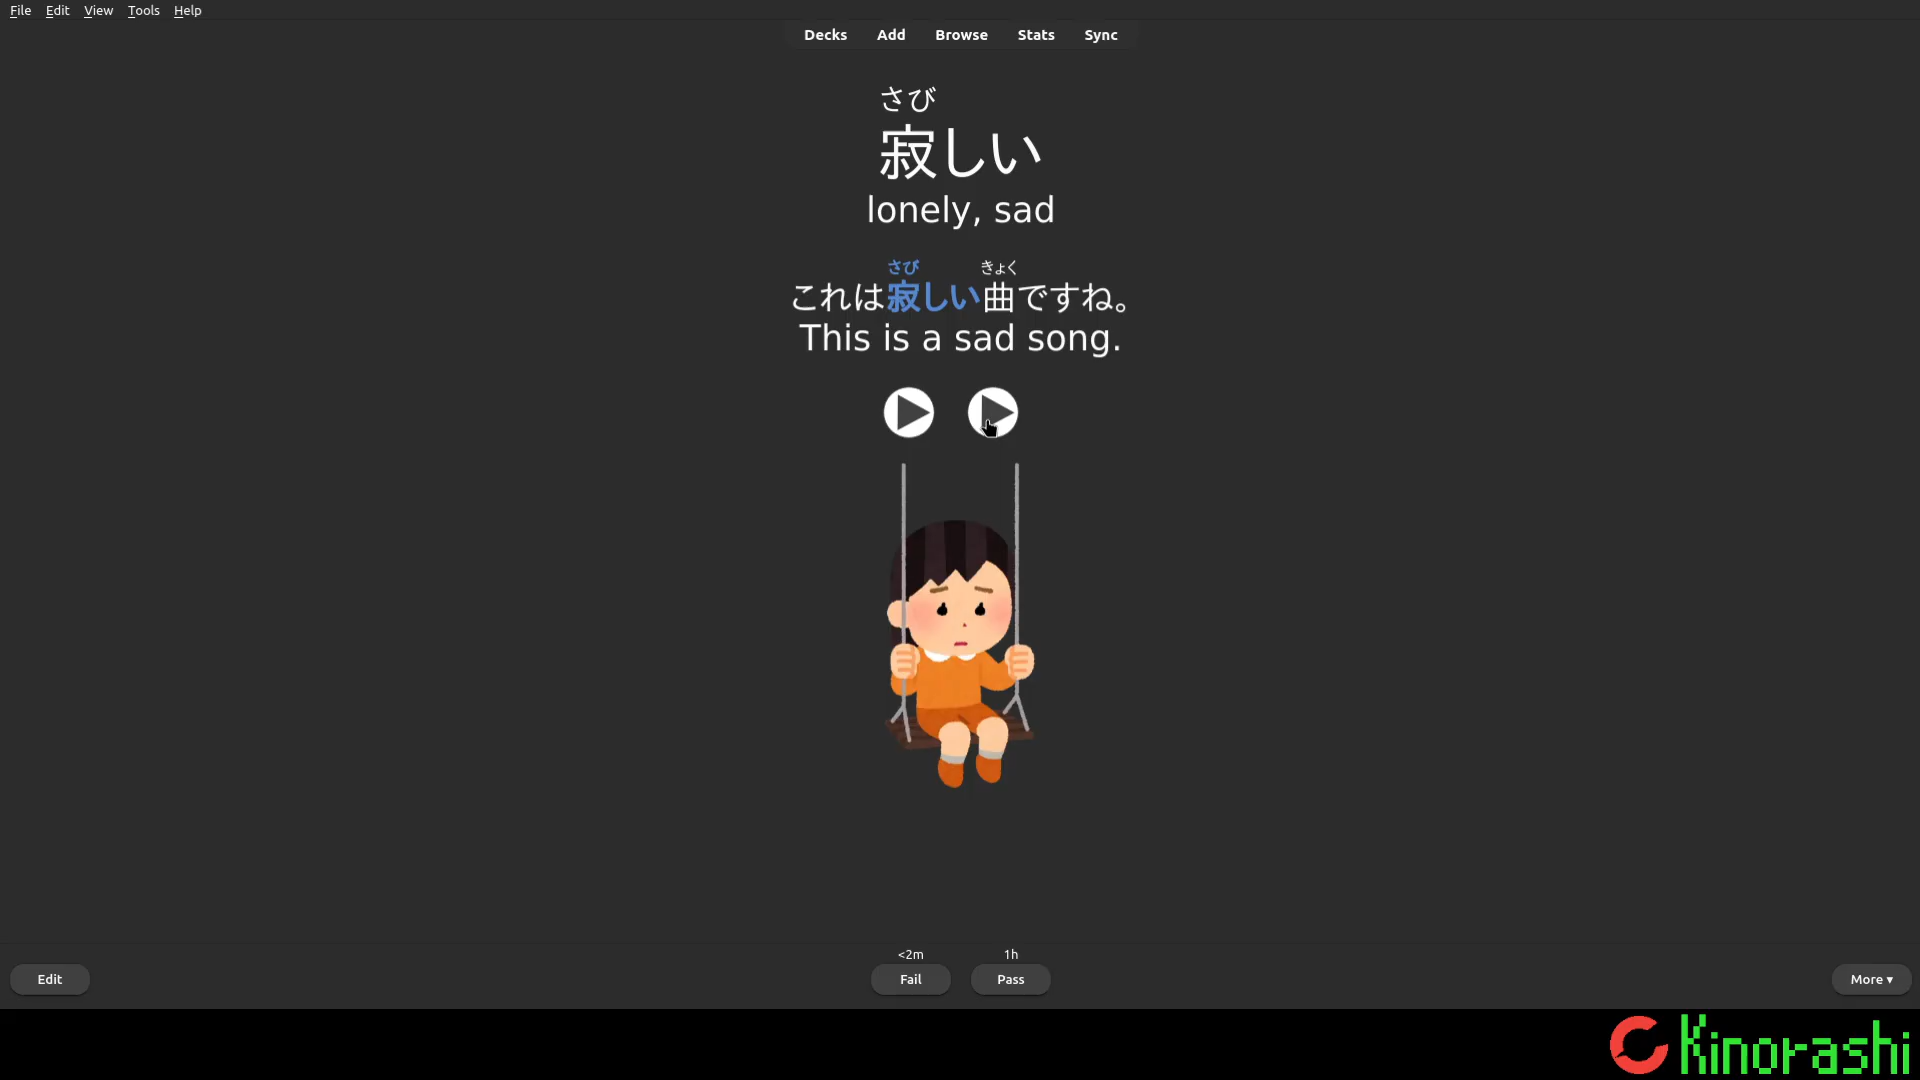 File Edit View Tools Help
Decks Add Browse Stats Sync
さび
寂しい
lonely, sad
さび きょく
これは寂しい曲ですね。
This is a sad song.
<2m 1h
Edit Fail Pass More ▾
Kinorashi